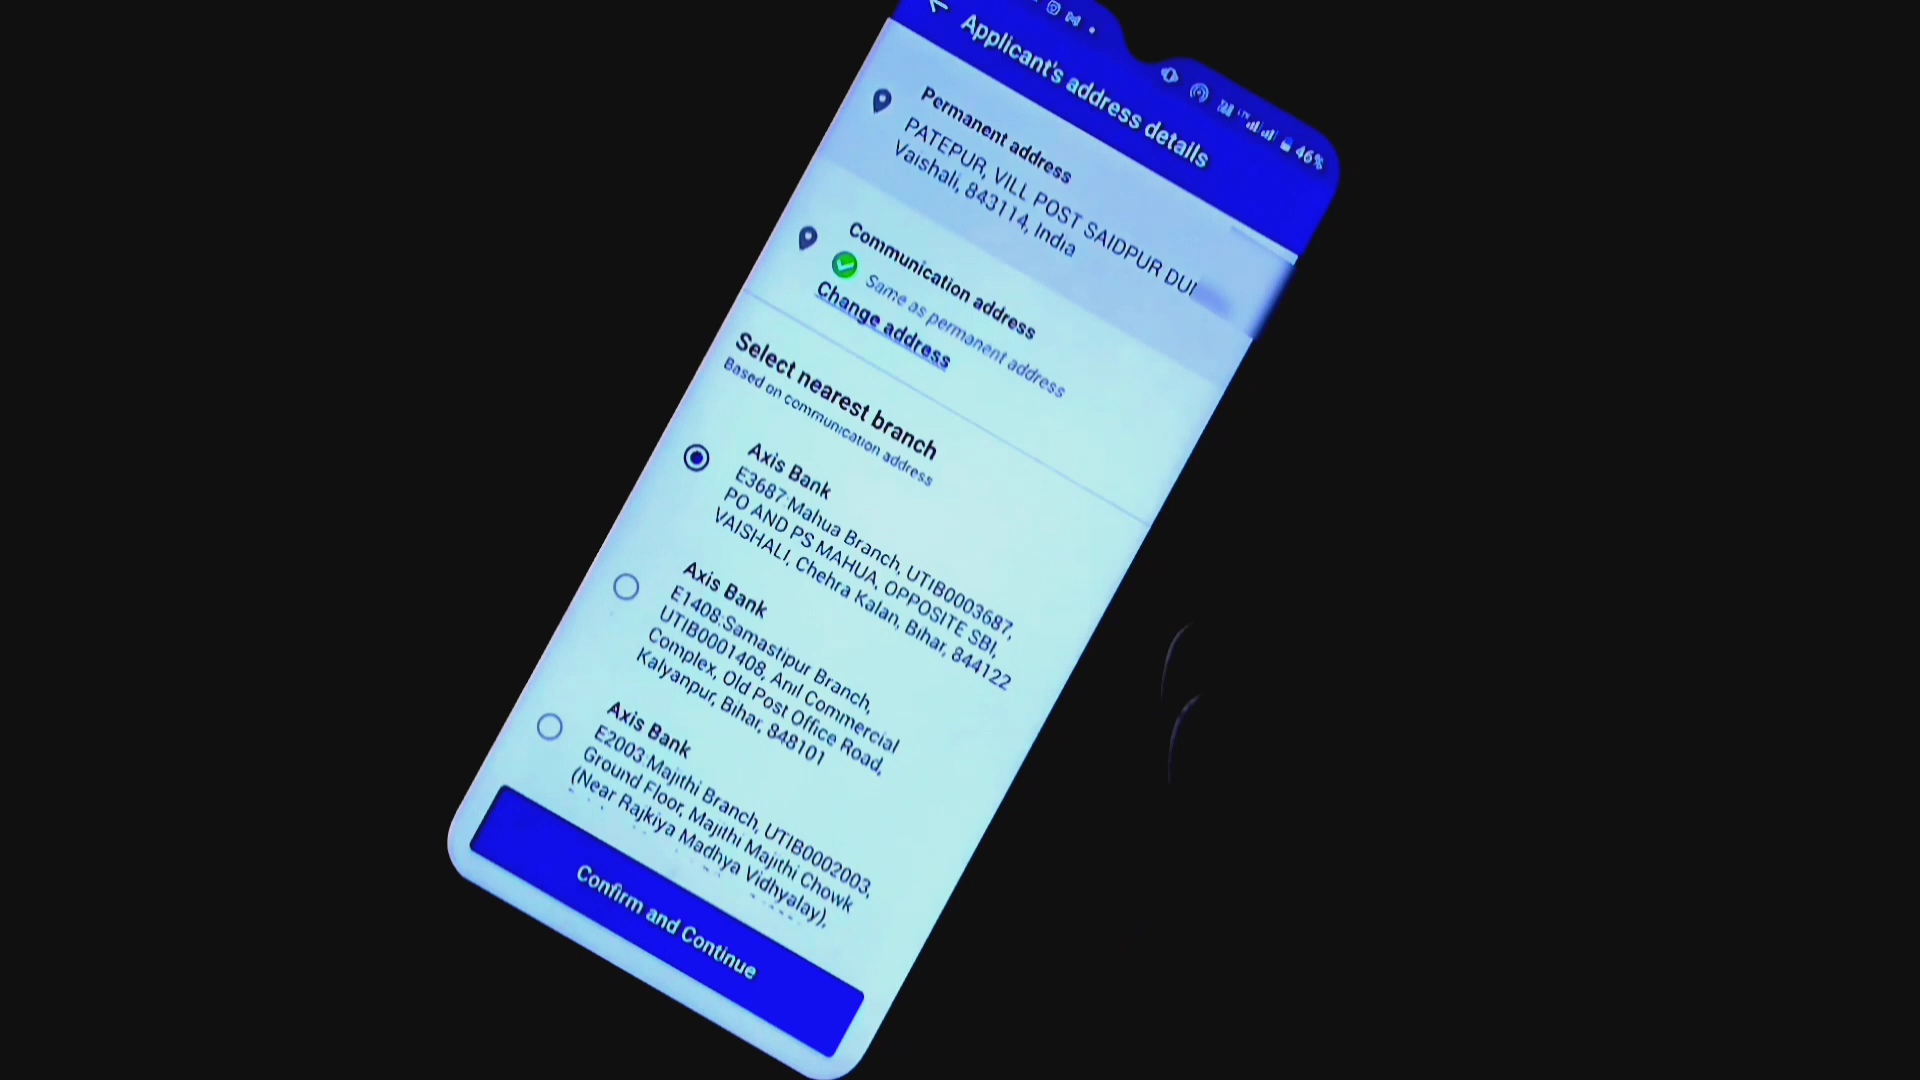 46%
Applicant's address details
Permanent address
PATEPUR, VILL POST SAIDPUR DU
Vaishali, 843114, India
Communication address
Same as permanent address
Change address
Select nearest branch
Based on communication address
Axis Bank
E3687:Mahua Branch, UTIB0003687,
PO AND PS MAHUA, OPPOSITE SBI,
VAISHALI, Chehra Kalan, Bihar, 844122
Axis Bank
E1408:Samastipur Branch,
UTIB0001408, Anil Commercial
Complex, Old Post Office Road,
Kalyanpur, Bihar, 848101
Axis Bank
E2003:Majithi Branch, UTIB0002003,
Ground Floor, Majithi Majithi Chowk
(Near Rajkiya Madhya Vidhyalay),
Confirm and Continue